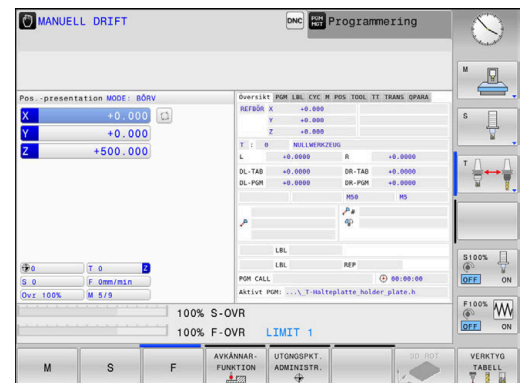 MANUELL DRIFT
DNC PGM MGT Programmering
Pos.-presentation MODE: BÖRV
X +0.000
Y +0.000
Z +500.000
0 T 0 Z
S 0 F 0mm/min
Ovr 100% M 5/9
Översikt PGM LBL CYC M POS TOOL TT TRANS QPARA
REFBÖR X +0.000
Y +0.000
Z +0.000
T : 0 NULLWERKZEUG
L +0.0000 R +0.0000
DL-TAB +0.0000 DR-TAB +0.0000
DL-PGM +0.0000 DR-PGM +0.0000
M50 M5
P #
LBL
LBL REP
PGM CALL 00:00:00
Aktivt PGM: ...\_T-Halteplatte_holder_plate.h
100% S-OVR
100% F-OVR LIMIT 1
M
S
F
AVKÄNNAR-
FUNKTION
UTGNGSPKT.
ADMINISTR.
3D ROT
VERKTYG
TABELL
M
S
T
S100%
OFF ON
F100%
OFF ON